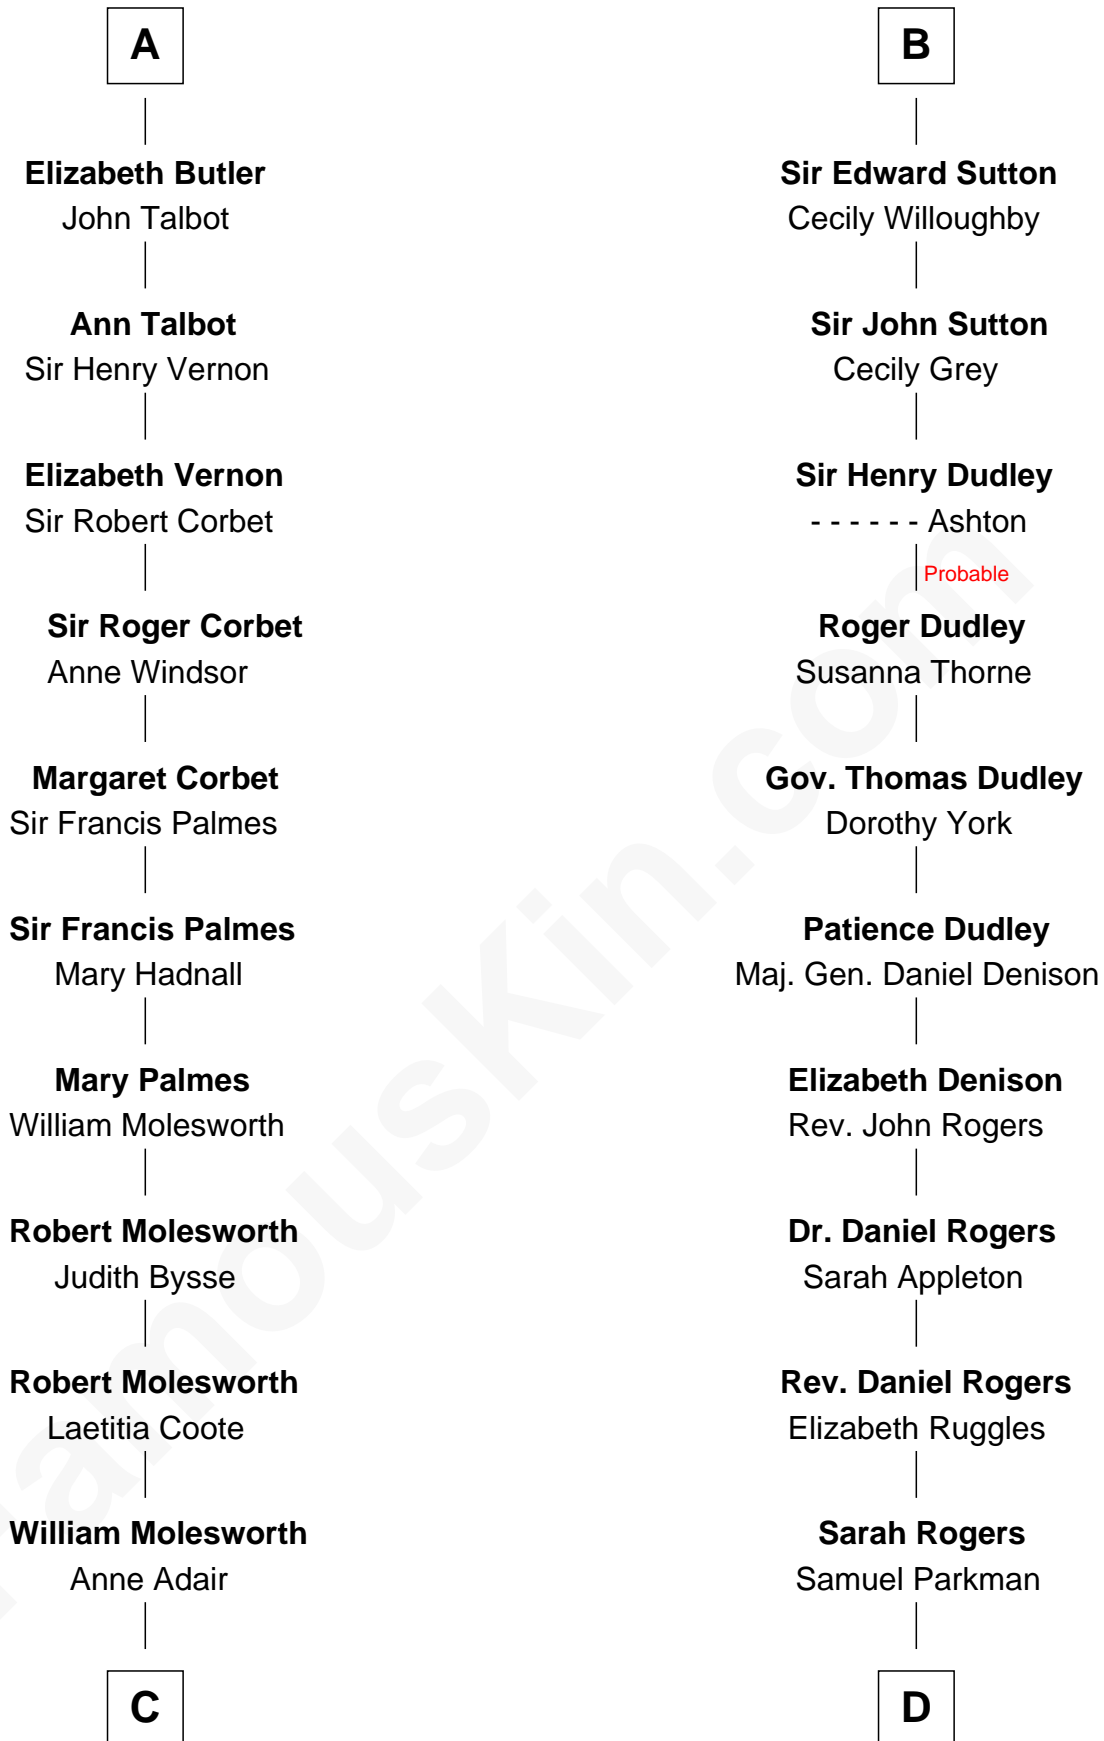 A
Elizabeth Butler
John Talbot
Ann Talbot
Sir Henry Vernon
Elizabeth Vernon
Sir Robert Corbet
Sir Roger Corbet
Anne Windsor
Margaret Corbet
Sir Francis Palmes
Sir Francis Palmes
Mary Hadnall
Mary Palmes
William Molesworth
Robert Molesworth
Judith Bysse
Robert Molesworth
Laetitia Coote
William Molesworth
Anne Adair
C
B
Sir Edward Sutton
Cecily Willoughby
Sir John Sutton
Cecily Grey
Sir Henry Dudley
- - - - - - Ashton
Probable
Roger Dudley
Susanna Thorne
Gov. Thomas Dudley
Dorothy York
Patience Dudley
Maj. Gen. Daniel Denison
Elizabeth Denison
Rev. John Rogers
Dr. Daniel Rogers
Sarah Appleton
Rev. Daniel Rogers
Elizabeth Ruggles
Sarah Rogers
Samuel Parkman
D
FamousKin.com